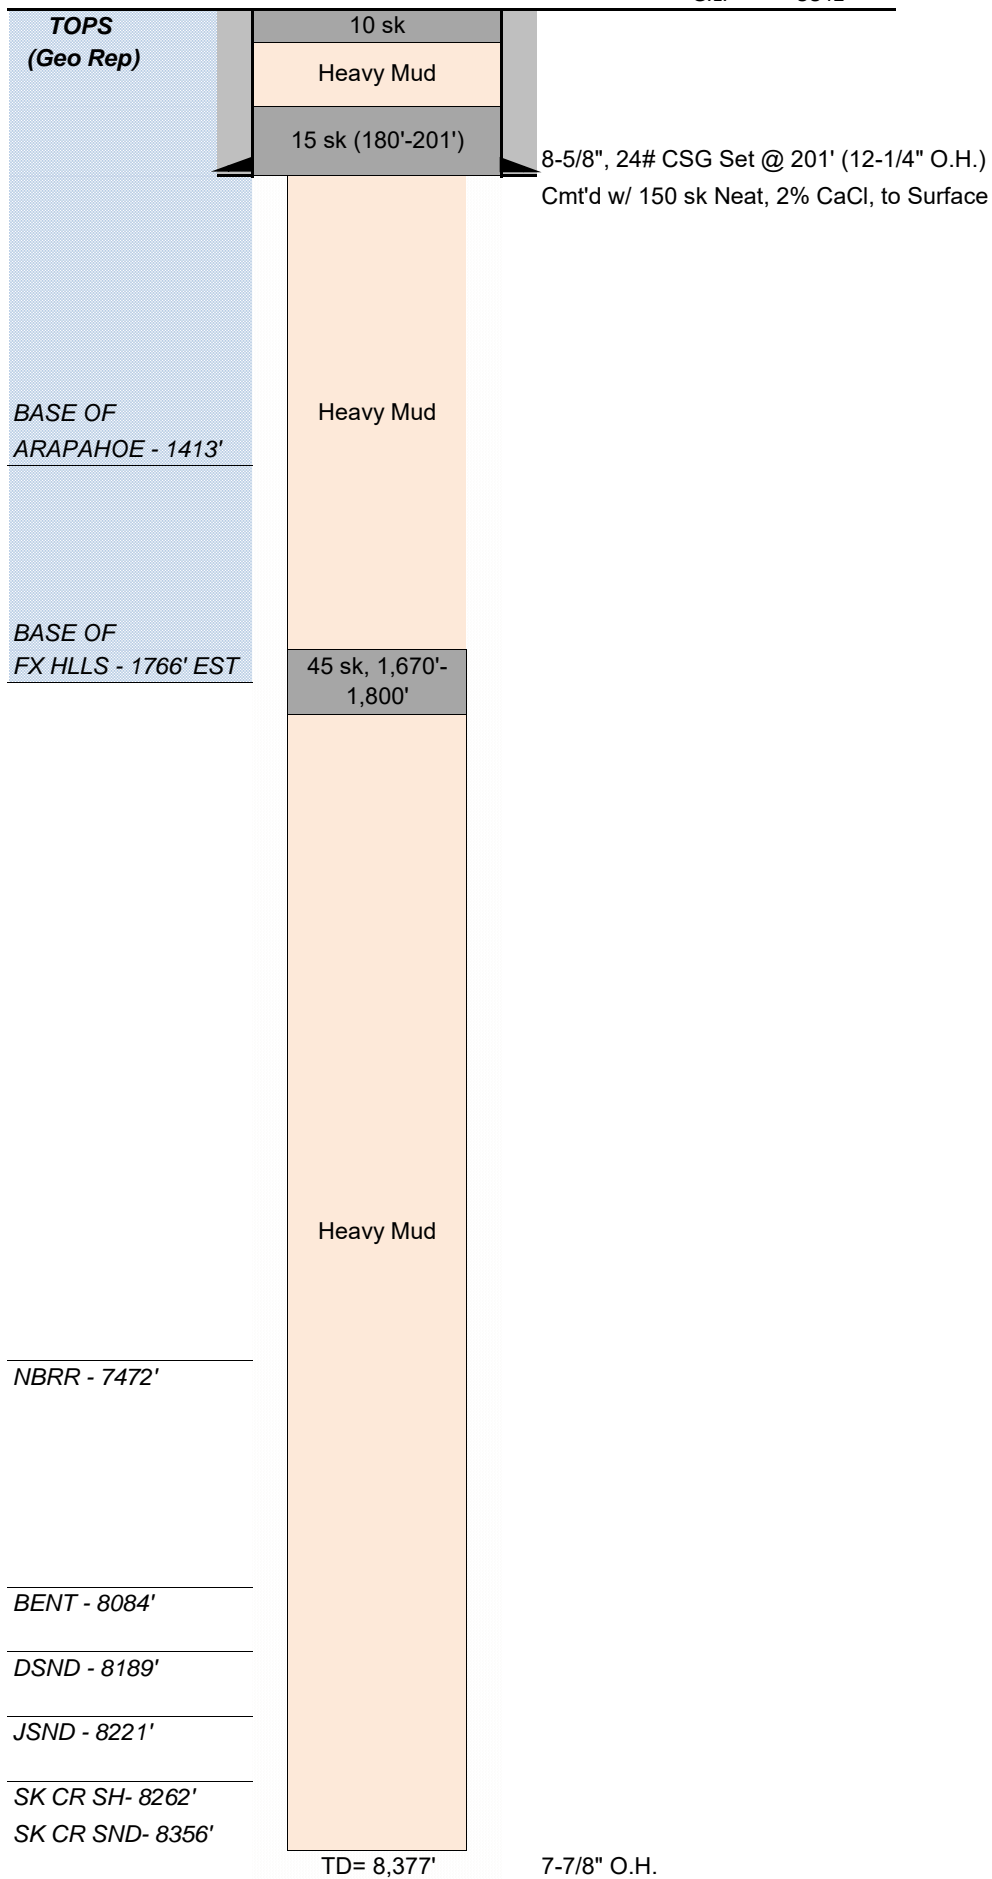 TOPS
(Geo Rep)
10 sk
Heavy Mud
15 sk (180'-201')
8-5/8", 24# CSG Set @ 201' (12-1/4" O.H.)
Cmt'd w/ 150 sk Neat, 2% CaCl, to Surface
BASE OF
ARAPAHOE - 1413'
Heavy Mud
BASE OF
FX HLLS - 1766' EST
45 sk, 1,670'-
1,800'
Heavy Mud
NBRR - 7472'
BENT - 8084'
DSND - 8189'
JSND - 8221'
SK CR SH- 8262'
SK CR SND- 8356'
TD= 8,377'
7-7/8" O.H.